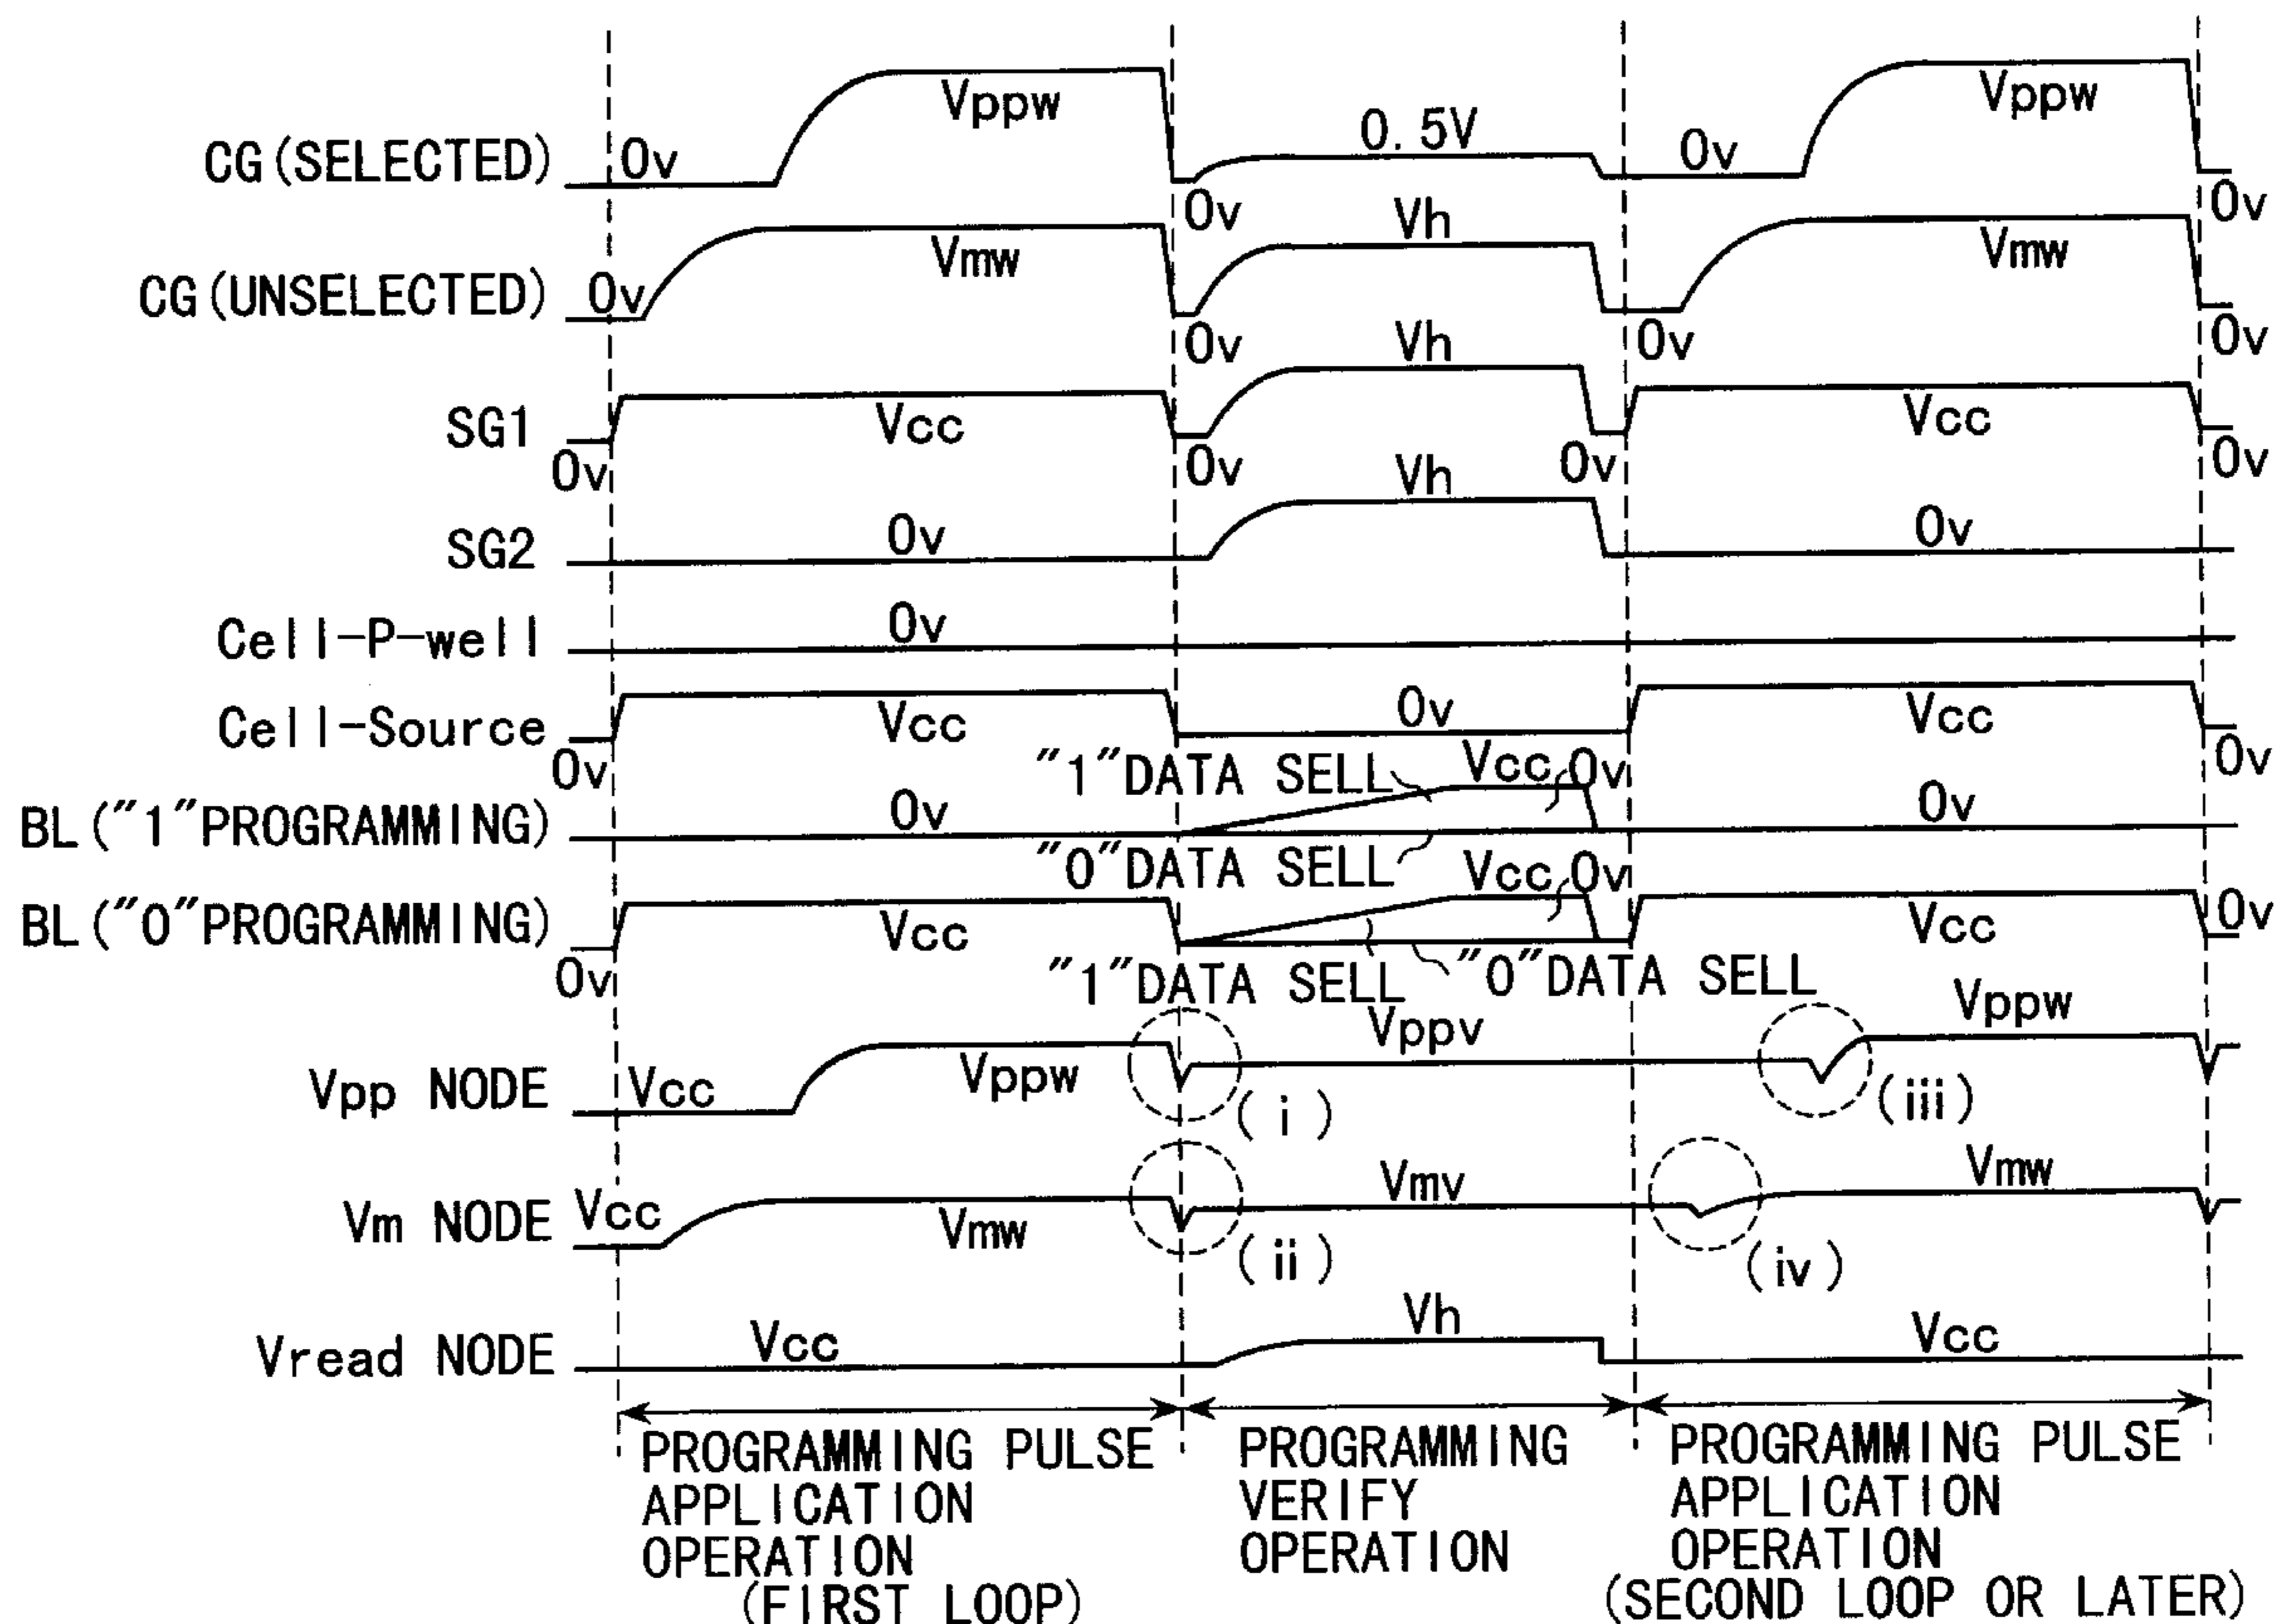 CG(SELECTED) 0v Vppw 0v 0.5V 0v Vppw 0v
CG(UNSELECTED) 0v Vmw 0v Vh 0v Vmw 0v
SG1 0v Vcc 0v Vh 0v Vcc 0v
SG2 0v Vh 0v
Cell-P-well 0v
Cell-Source 0v Vcc 0v Vcc 0v
"1"DATA SELL Vcc 0v
BL("1"PROGRAMMING) 0v 0v
"0"DATA SELL Vcc 0v
BL("0"PROGRAMMING) 0v Vcc Vcc 0v
"1"DATA SELL "0"DATA SELL
Vpp NODE Vcc Vppw (i) Vppv (iii) Vppw
Vm NODE Vcc Vmw (ii) Vmv (iv) Vmw
Vread NODE Vcc Vh Vcc
PROGRAMMING PULSE
APPLICATION
OPERATION
(FIRST LOOP)
PROGRAMMING
VERIFY
OPERATION
PROGRAMMING PULSE
APPLICATION
OPERATION
(SECOND LOOP OR LATER)